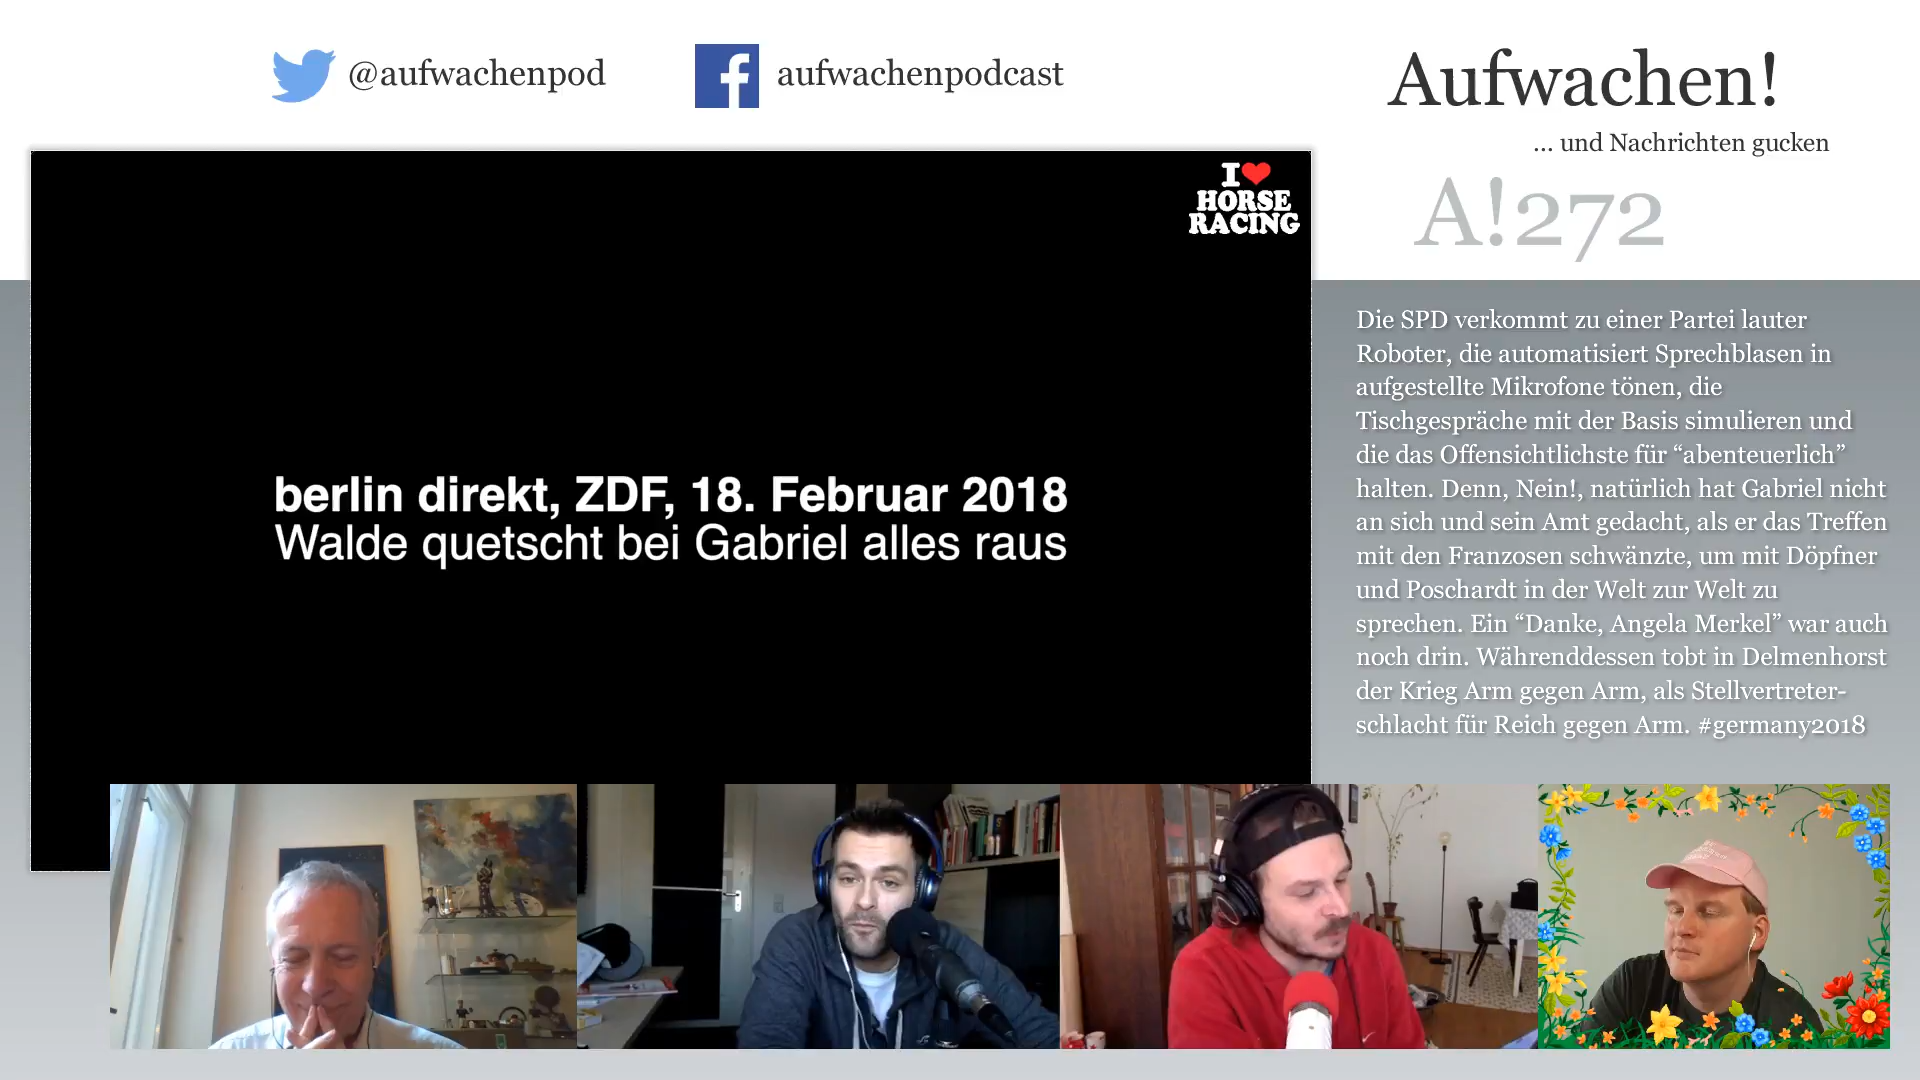 @aufwachenpod
aufwachenpodcast
Aufwachen!
... und Nachrichten gucken
A!272
I
HORSE
RACING
berlin direkt, ZDF, 18. Februar 2018
Walde quetscht bei Gabriel alles raus
Die SPD verkommt zu einer Partei lauter
Roboter, die automatisiert Sprechblasen in
aufgestellte Mikrofone tönen, die
Tischgespräche mit der Basis simulieren und
die das Offensichtlichste für “abenteuerlich”
halten. Denn, Nein!, natürlich hat Gabriel nicht
an sich und sein Amt gedacht, als er das Treffen
mit den Franzosen schwänzte, um mit Döpfner
und Poschardt in der Welt zur Welt zu
sprechen. Ein “Danke, Angela Merkel” war auch
noch drin. Währenddessen tobt in Delmenhorst
der Krieg Arm gegen Arm, als Stellvertreter-
schlacht für Reich gegen Arm. #germany2018